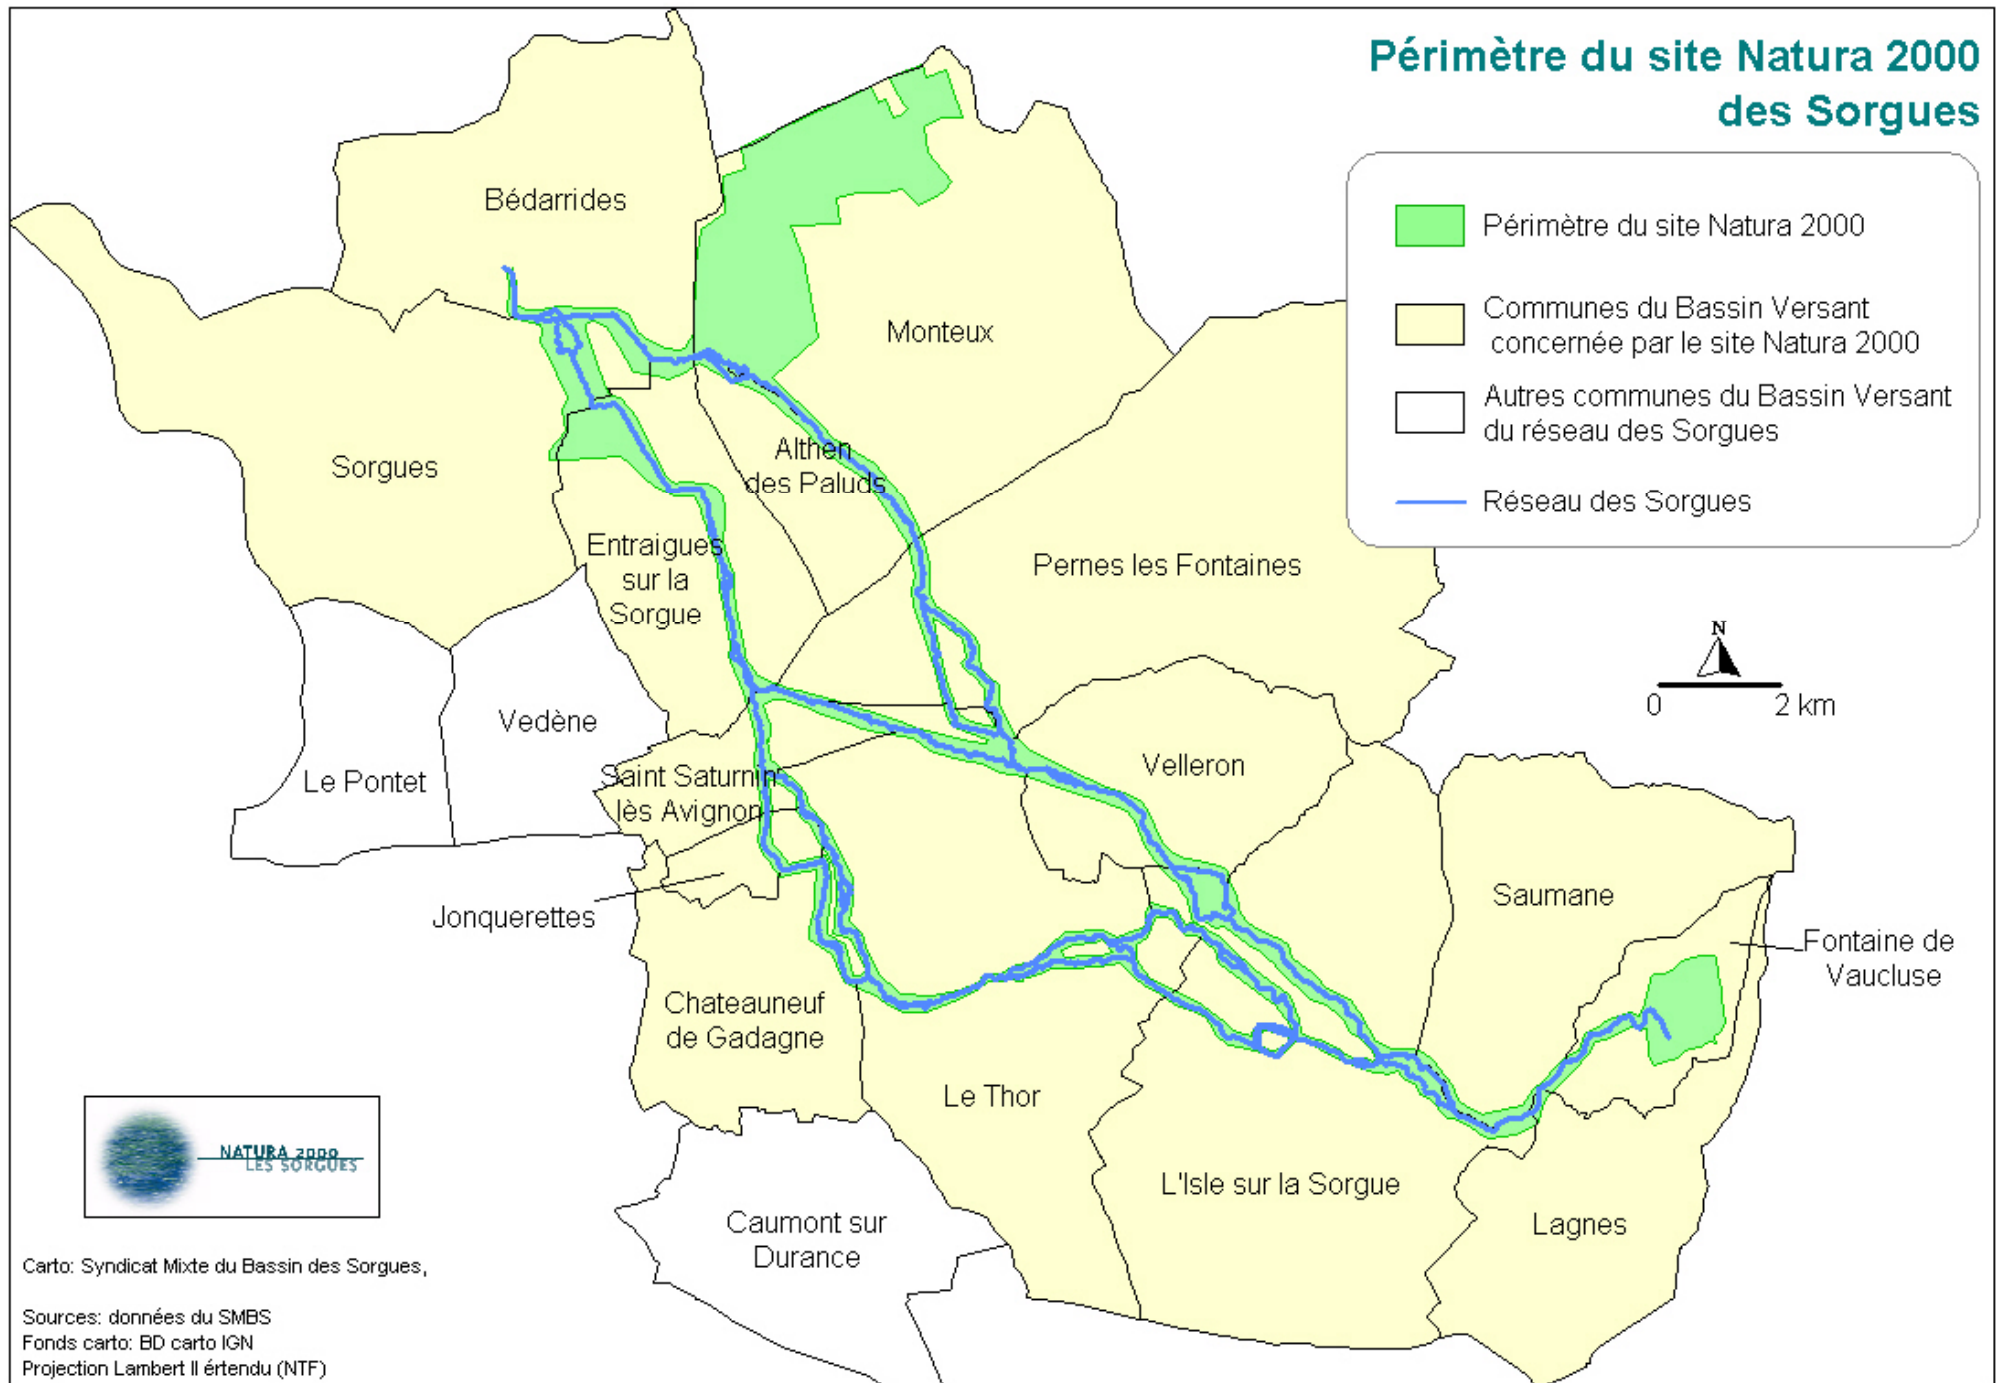 Périmètre du site Natura 2000
des Sorgues
Périmètre du site Natura 2000
Communes du Bassin Versant
concernée par le site Natura 2000
Autres communes du Bassin Versant
du réseau des Sorgues
Réseau des Sorgues
N
0 2 km
Bédarrides
Monteux
Sorgues
Althen
des Paluds
Entraigues
sur la
Sorgue
Pernes les Fontaines
Vedène
Le Pontet
Saint Saturnin
lès Avignon
Velleron
Jonquerettes
Saumane
Fontaine de
Vaucluse
Chateauneuf
de Gadagne
Le Thor
L'Isle sur la Sorgue
Lagnes
Caumont sur
Durance
NATURA 2000
LES SORGUES
Carto: Syndicat Mixte du Bassin des Sorgues,
Sources: données du SMBS
Fonds carto: BD carto IGN
Projection Lambert II értendu (NTF)